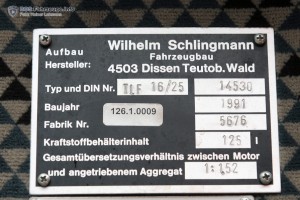 Aufbau Hersteller: Wilhelm Schlingmann
Fahrzeugbau
4503 Dissen Teutob.Wald
Typ und DIN Nr. TLF 16/25 14530
Baujahr 1991
126.1.0009
Fabrik Nr. 5676
Kraftstoffbehälterinhalt 125 l
Gesamtübersetzungsverhältnis zwischen Motor
und angetriebenem Aggregat 1:1,52